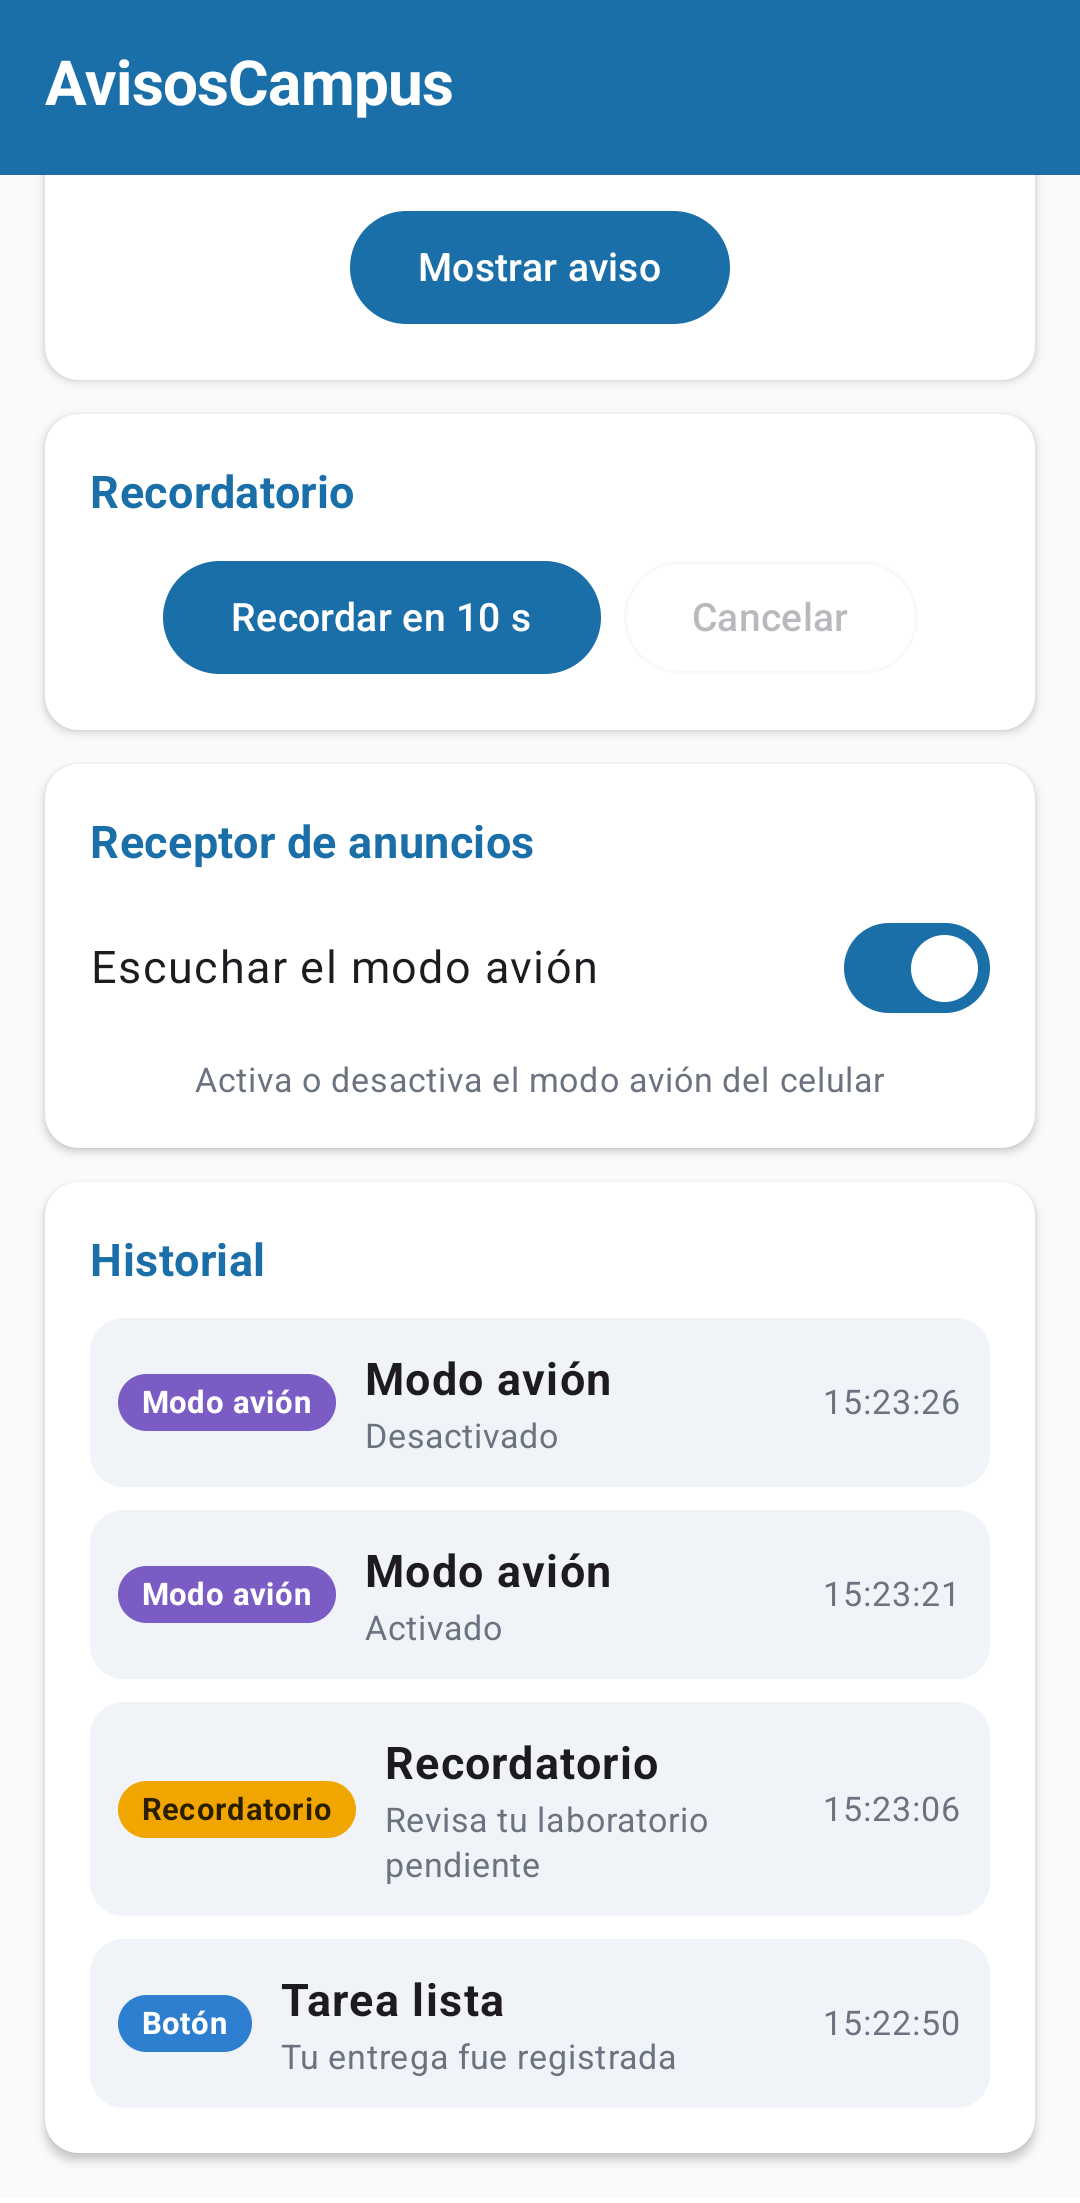 AvisosCampus
Mostrar aviso
Recordatorio
Recordar en 10 s
Cancelar
Receptor de anuncios
Escuchar el modo avión
Activa o desactiva el modo avión del celular
Historial
Modo avión
Modo avión
Desactivado
15:23:26
Modo avión
Modo avión
Activado
15:23:21
Recordatorio
Recordatorio
Revisa tu laboratorio
pendiente
15:23:06
Botón
Tarea lista
Tu entrega fue registrada
15:22:50